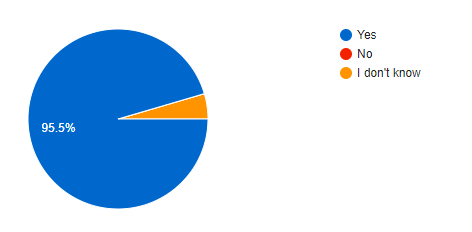 95.5%
Yes
No
I don't know